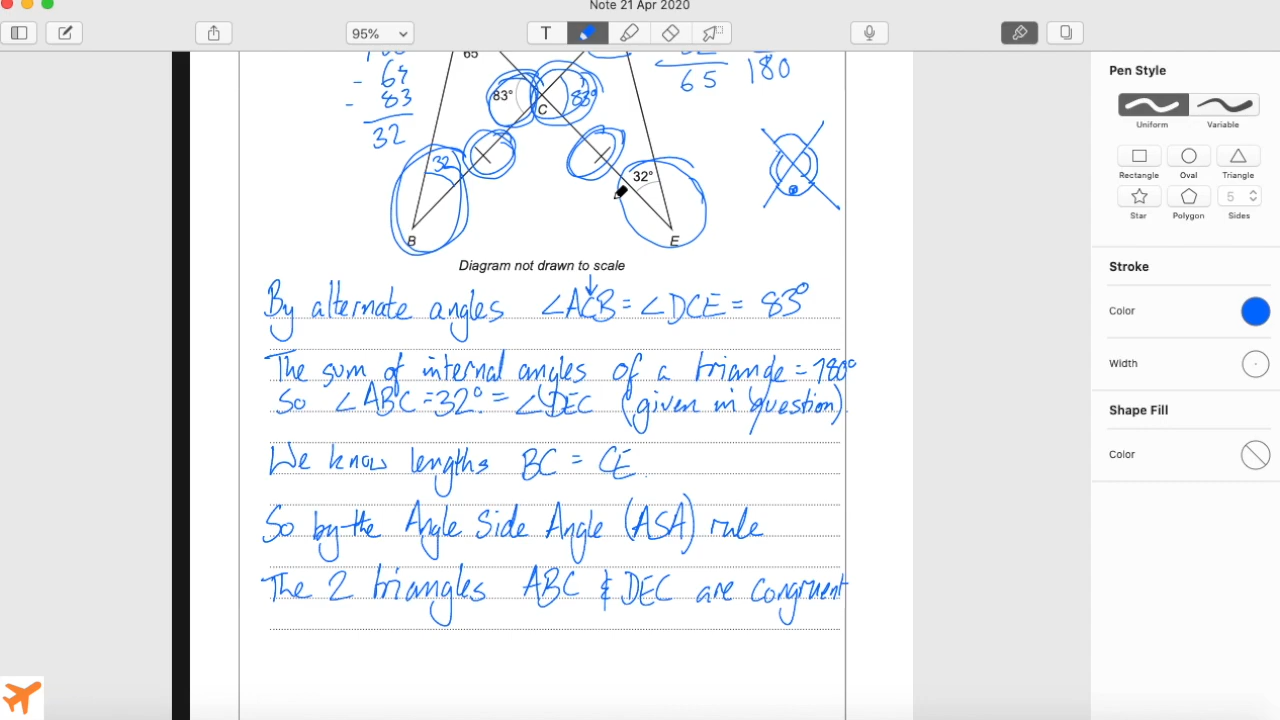 Note 21 Apr 2020
95%
T
Pen Style
Uniform
Variable
Rectangle
Oval
Triangle
Star
Polygon
5
Sides
Stroke
Color
Width
Shape Fill
Color
65
- 65
- 83
32
65
180
83°
83°
C
32
32°
B
E
Diagram not drawn to scale
By alternate angles ∠ACB = ∠DCE = 83°
The sum of internal angles of a triangle = 180°
So ∠ABC = 32° = ∠DEC (given in question)
We know lengths BC = CE
So by the Angle Side Angle (ASA) rule
The 2 triangles ABC & DEC are congruent